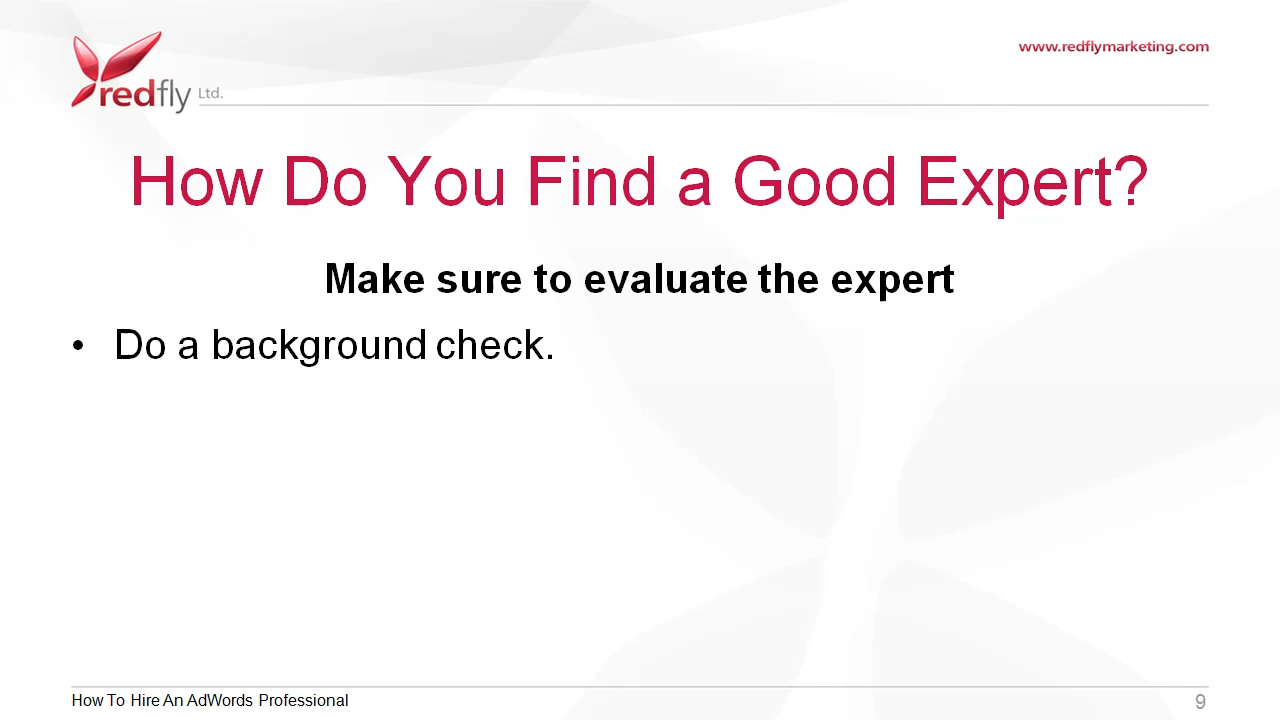 www.redflymarketing.com
redfly Ltd.
How Do You Find a Good Expert?
Make sure to evaluate the expert
• Do a background check.
How To Hire An AdWords Professional
9